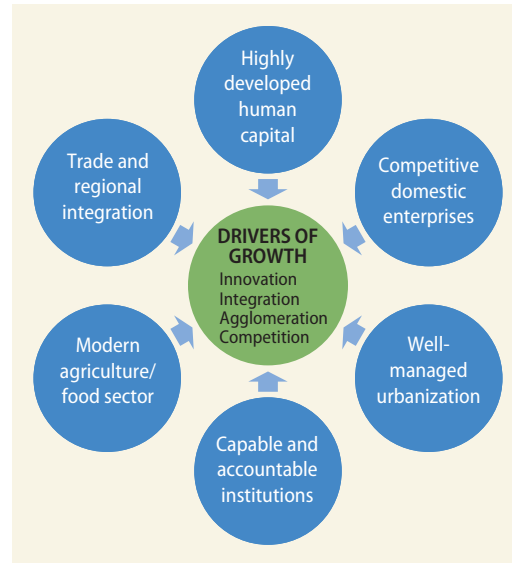 Highly
developed
human
capital
Trade and
regional
integration
Competitive
domestic
enterprises
DRIVERS OF
GROWTH
Innovation
Integration
Agglomeration
Competition
Modern
agriculture/
food sector
Well-
managed
urbanization
Capable and
accountable
institutions